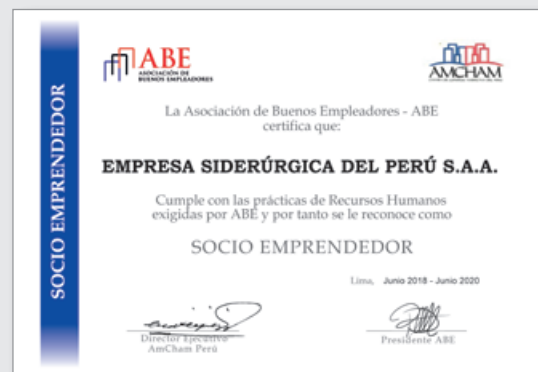 SOCIO EMPRENDEDOR
ABE
ASOCIACIÓN DE
BUENOS EMPLEADORES
AMCHAM
La Asociación de Buenos Empleadores - ABE
certifica que:
EMPRESA SIDERÚRGICA DEL PERÚ S.A.A.
Cumple con las prácticas de Recursos Humanos
exigidas por ABE y por tanto se le reconoce como
SOCIO EMPRENDEDOR
Lima, Junio 2018 - Junio 2020
Director Ejecutivo
AmCham Perú
Presidente ABE